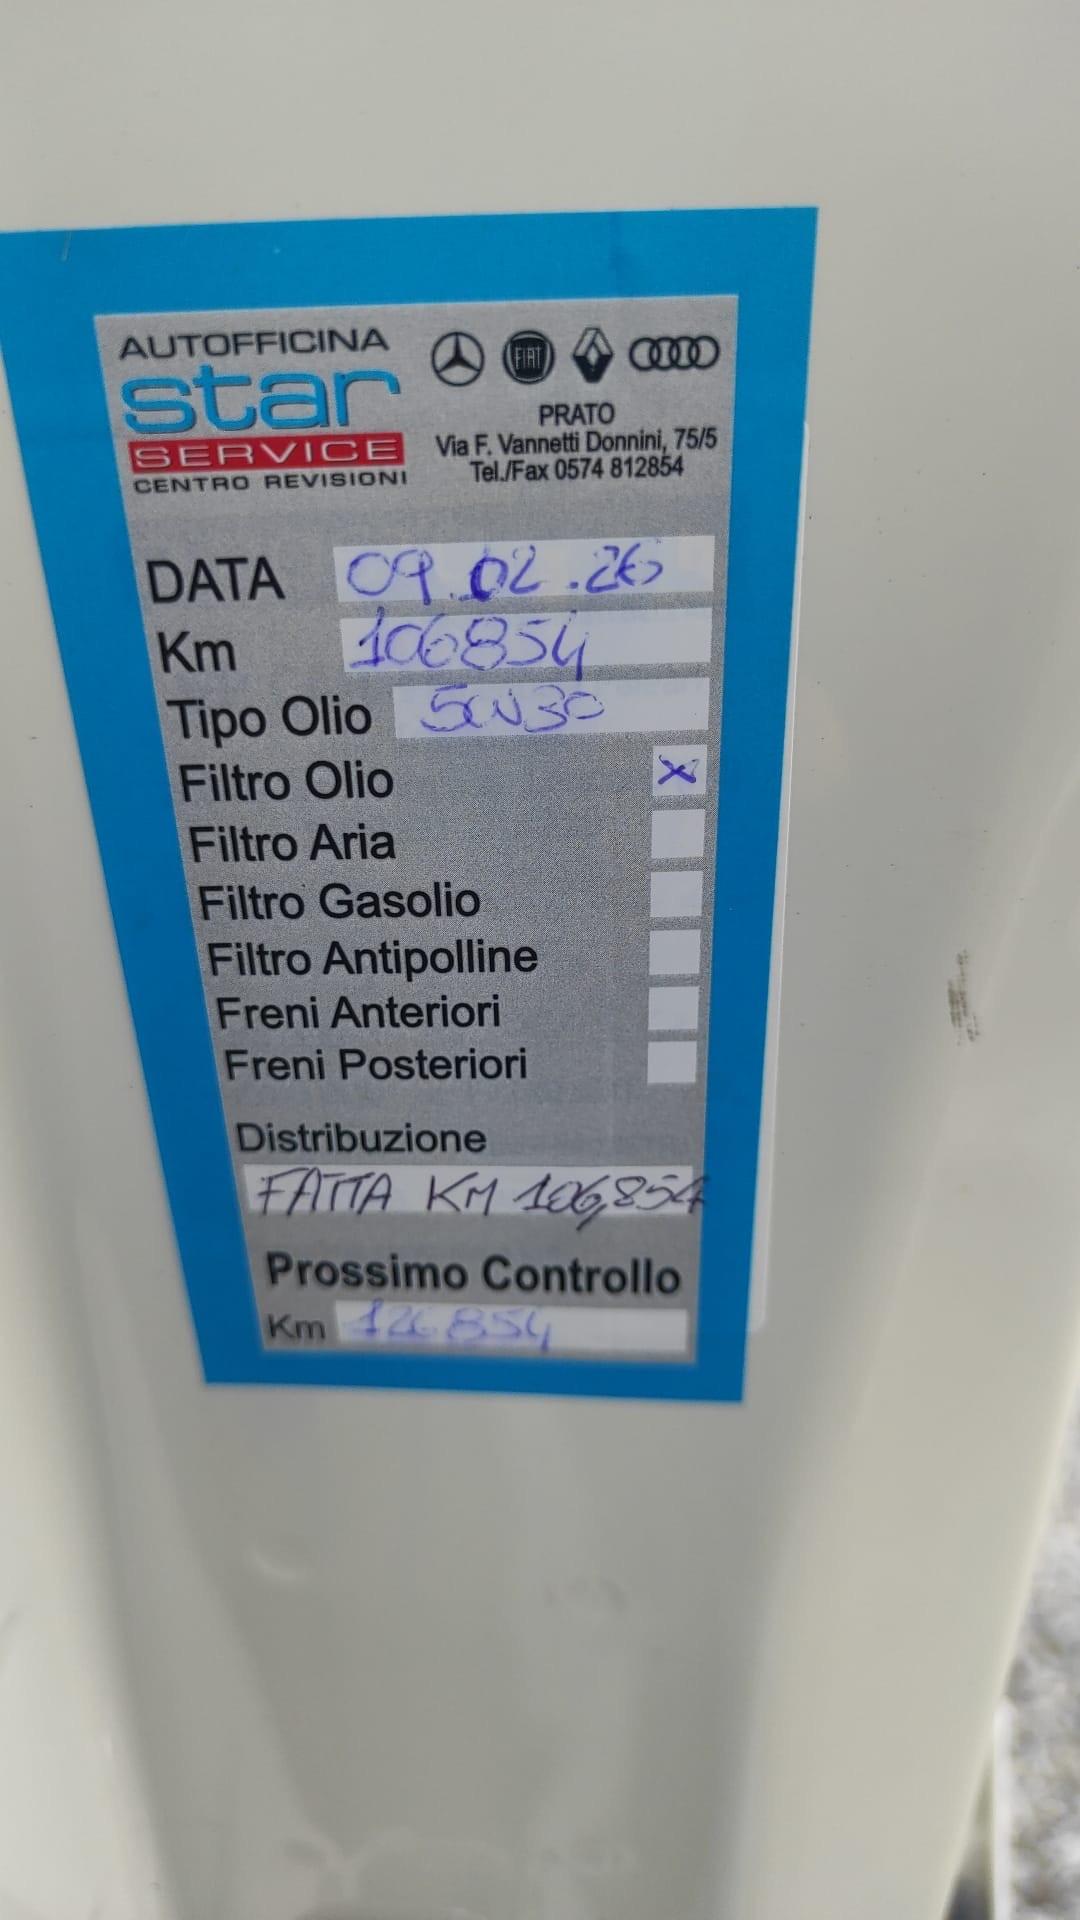 AUTOFFICINA
star
SERVICE
CENTRO REVISIONI
FIAT
PRATO
Via F. Vannetti Donnini, 75/5
Tel./Fax 0574 812854
DATA 09.02.26
Km 106854
Tipo Olio 5W30
Filtro Olio X
Filtro Aria
Filtro Gasolio
Filtro Antipolline
Freni Anteriori
Freni Posteriori
Distribuzione
FATTA KM 106,854
Prossimo Controllo
Km 126854